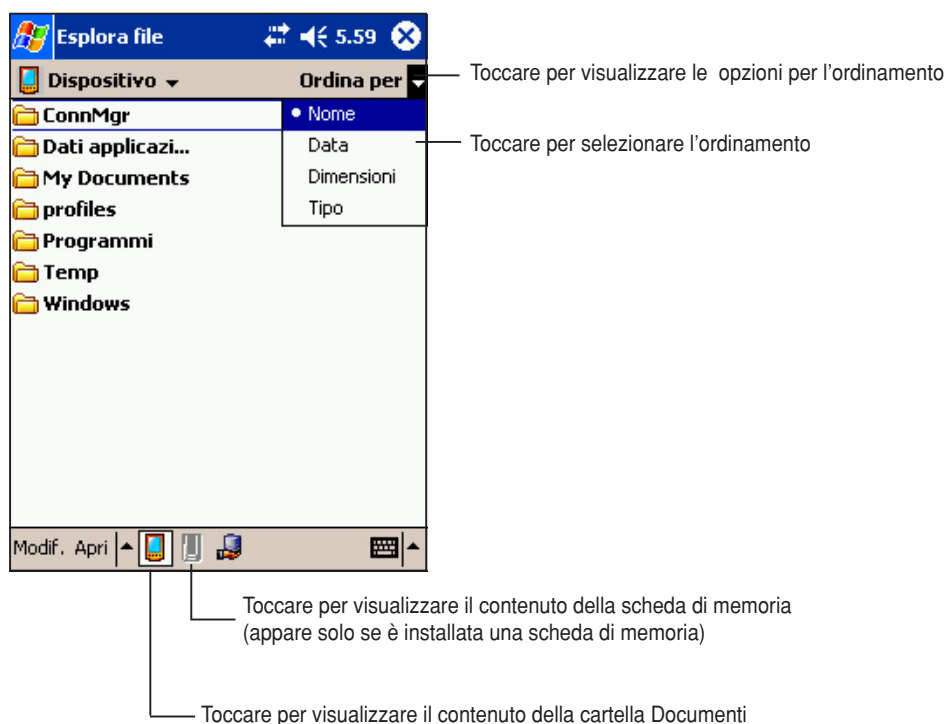 Esplora file 5.59
Dispositivo Ordina per
Toccare per visualizzare le opzioni per l'ordinamento
ConnMgr
Nome
Dati applicazi...
Data
Toccare per selezionare l'ordinamento
My Documents
Dimensioni
profiles
Tipo
Programmi
Temp
Windows
Modif. Apri
Toccare per visualizzare il contenuto della scheda di memoria
(appare solo se è installata una scheda di memoria)
Toccare per visualizzare il contenuto della cartella Documenti